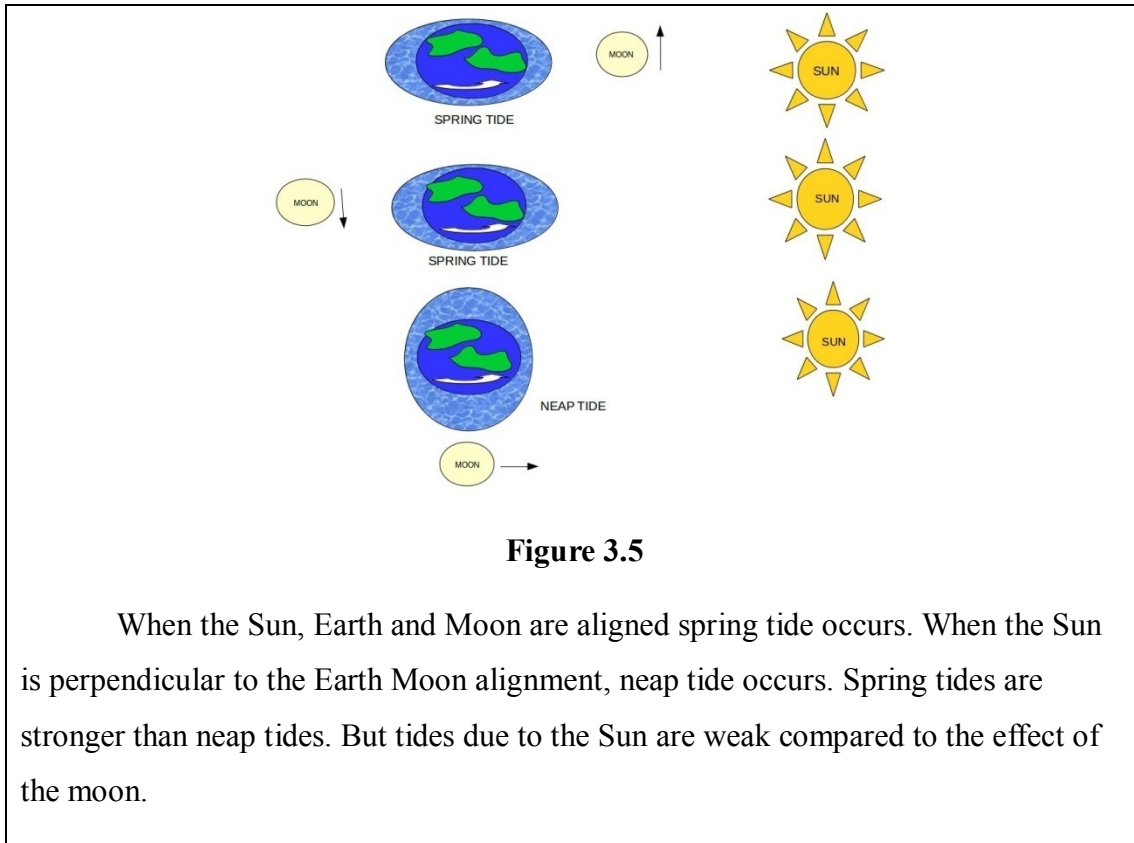 MOON
SUN
SPRING TIDE
MOON
SUN
SPRING TIDE
SUN
NEAP TIDE
MOON
Figure 3.5
When the Sun, Earth and Moon are aligned spring tide occurs. When the Sun
is perpendicular to the Earth Moon alignment, neap tide occurs. Spring tides are
stronger than neap tides. But tides due to the Sun are weak compared to the effect of
the moon.